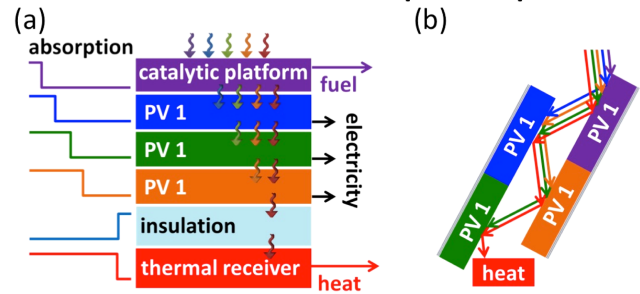 (a)
absorption
catalytic platform
fuel
PV 1
PV 1
electricity
PV 1
insulation
thermal receiver
heat
(b)
PV 1
PV 1
PV 1
PV 1
heat